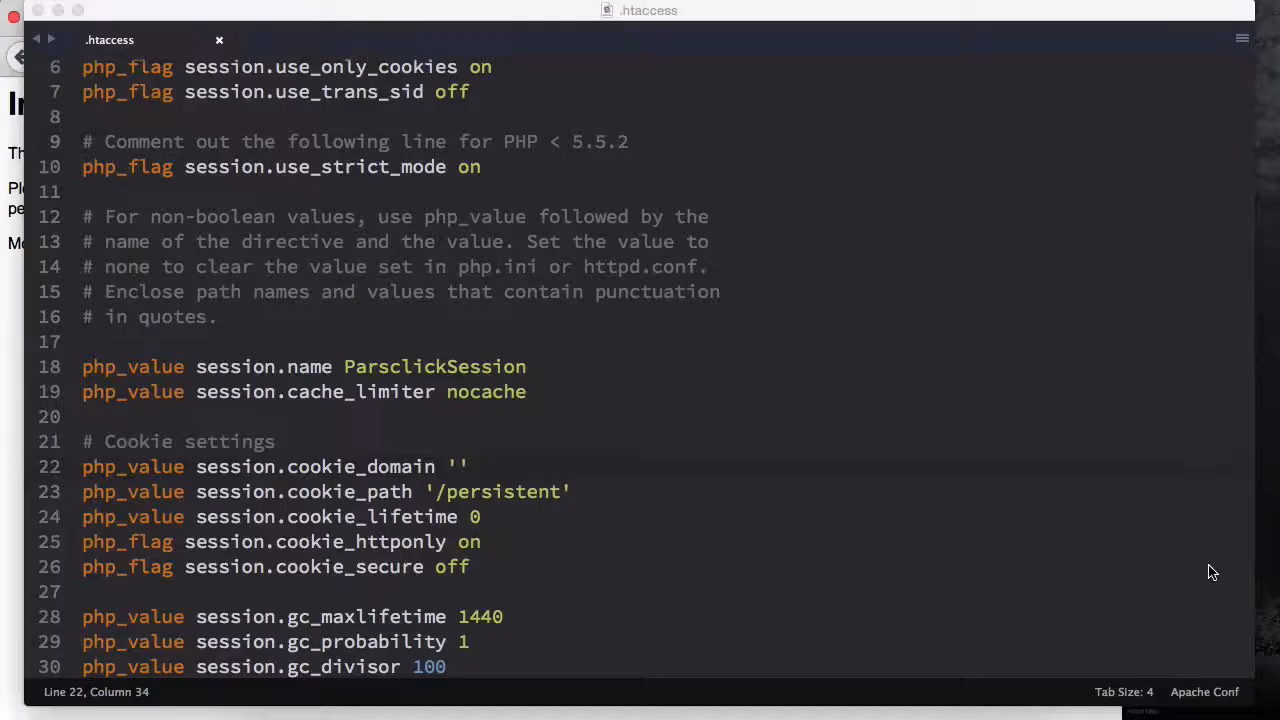 .htaccess
.htaccess
6 php_flag session.use_only_cookies on
7 php_flag session.use_trans_sid off
8
9 # Comment out the following line for PHP < 5.5.2
10 php_flag session.use_strict_mode on
11
12 # For non-boolean values, use php_value followed by the
13 # name of the directive and the value. Set the value to
14 # none to clear the value set in php.ini or httpd.conf.
15 # Enclose path names and values that contain punctuation
16 # in quotes.
17
18 php_value session.name ParsclickSession
19 php_value session.cache_limiter nocache
20
21 # Cookie settings
22 php_value session.cookie_domain ''
23 php_value session.cookie_path '/persistent'
24 php_value session.cookie_lifetime 0
25 php_flag session.cookie_httponly on
26 php_flag session.cookie_secure off
27
28 php_value session.gc_maxlifetime 1440
29 php_value session.gc_probability 1
30 php_value session.gc_divisor 100
Line 22, Column 34
Tab Size: 4
Apache Conf